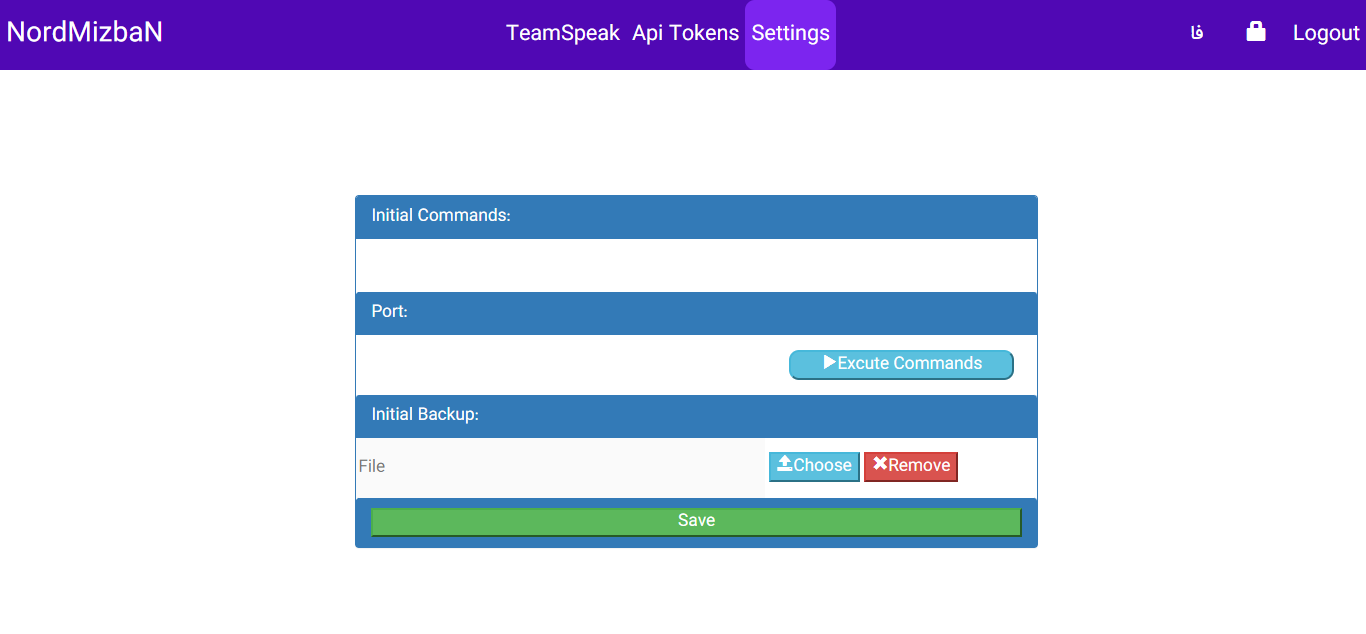 NordMizbaN
TeamSpeak Api Tokens Settings
فا Logout
Initial Commands:
Port:
Excute Commands
Initial Backup:
File Choose Remove
Save